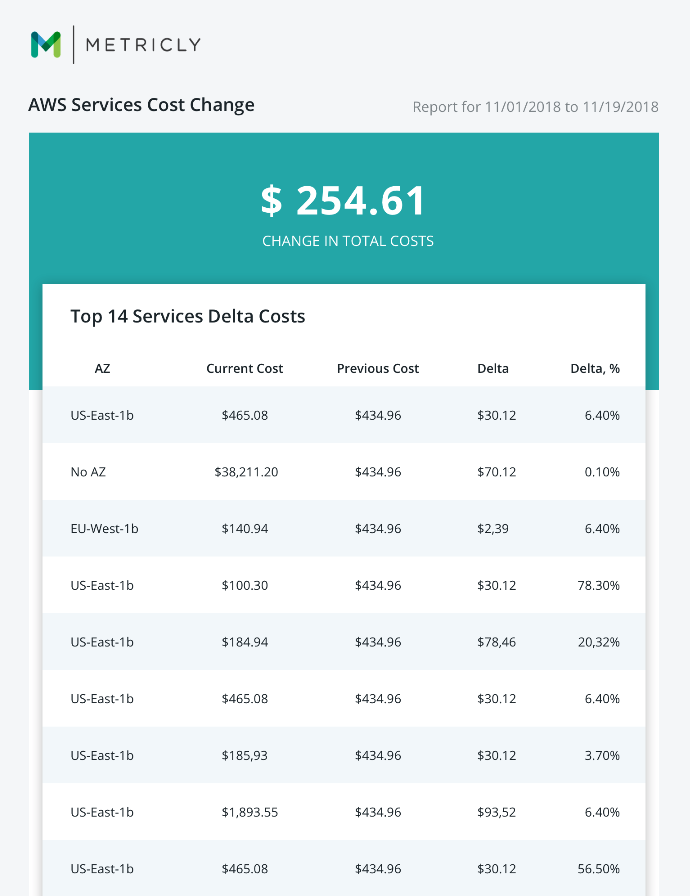 METRICLY
AWS Services Cost Change Report for 11/01/2018 to 11/19/2018
$ 254.61
CHANGE IN TOTAL COSTS
Top 14 Services Delta Costs
AZ Current Cost Previous Cost Delta Delta, %
US-East-1b $465.08 $434.96 $30.12 6.40%
No AZ $38,211.20 $434.96 $70.12 0.10%
EU-West-1b $140.94 $434.96 $2,39 6.40%
US-East-1b $100.30 $434.96 $30.12 78.30%
US-East-1b $184.94 $434.96 $78,46 20,32%
US-East-1b $465.08 $434.96 $30.12 6.40%
US-East-1b $185,93 $434.96 $30.12 3.70%
US-East-1b $1,893.55 $434.96 $93,52 6.40%
US-East-1b $465.08 $434.96 $30.12 56.50%